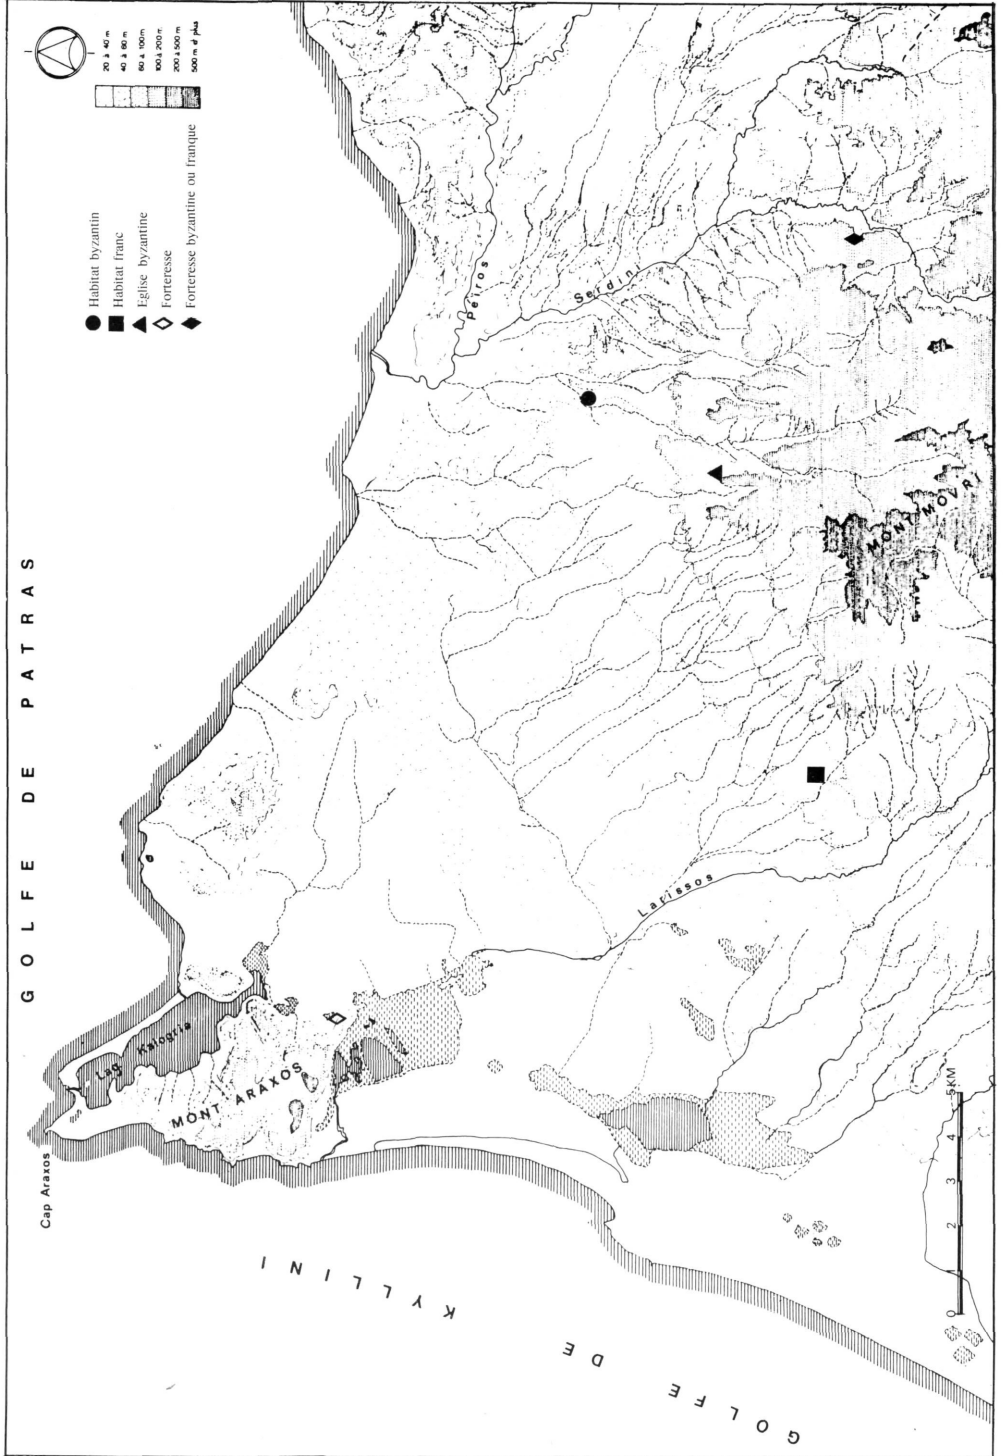 GOLFE DE PATRAS
20 à 40 m
40 à 60 m
60 à 100 m
100 à 200 m
200 à 500 m
500 m et plus
Habitat byzantin
Habitat franc
Eglise byzantine
Forteresse
Forteresse byzantine ou franque
Cap Araxos
Lag. Kalogria
MONT ARAXOS
Peiros
Serdini
Larissos
MONT MOVRI
GOLFE DE KYLLINI
0 1 2 3 4 5KM